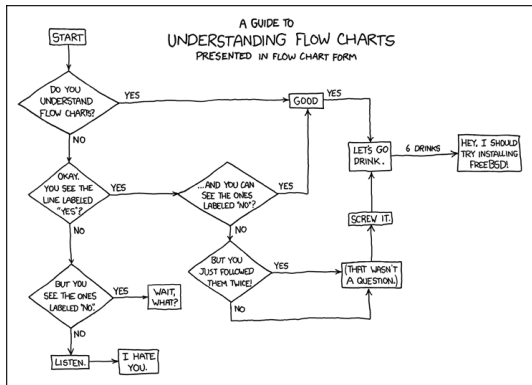 A GUIDE TO
UNDERSTANDING FLOW CHARTS
PRESENTED IN FLOW CHART FORM
START
DO YOU
UNDERSTAND
FLOW CHARTS?
YES
GOOD
YES
NO
LET'S GO
DRINK.
6 DRINKS
HEY, I SHOULD
TRY INSTALLING
FREEBSD!
OKAY.
YOU SEE THE
LINE LABELED
"YES"?
YES
...AND YOU CAN
SEE THE ONES
LABELED "NO"?
YES
NO
NO
SCREW IT.
BUT YOU
JUST FOLLOWED
THEM TWICE!
YES
(THAT WASN'T
A QUESTION.)
NO
BUT YOU
SEE THE ONES
LABELED "NO".
YES
WAIT,
WHAT?
NO
LISTEN.
I HATE
YOU.